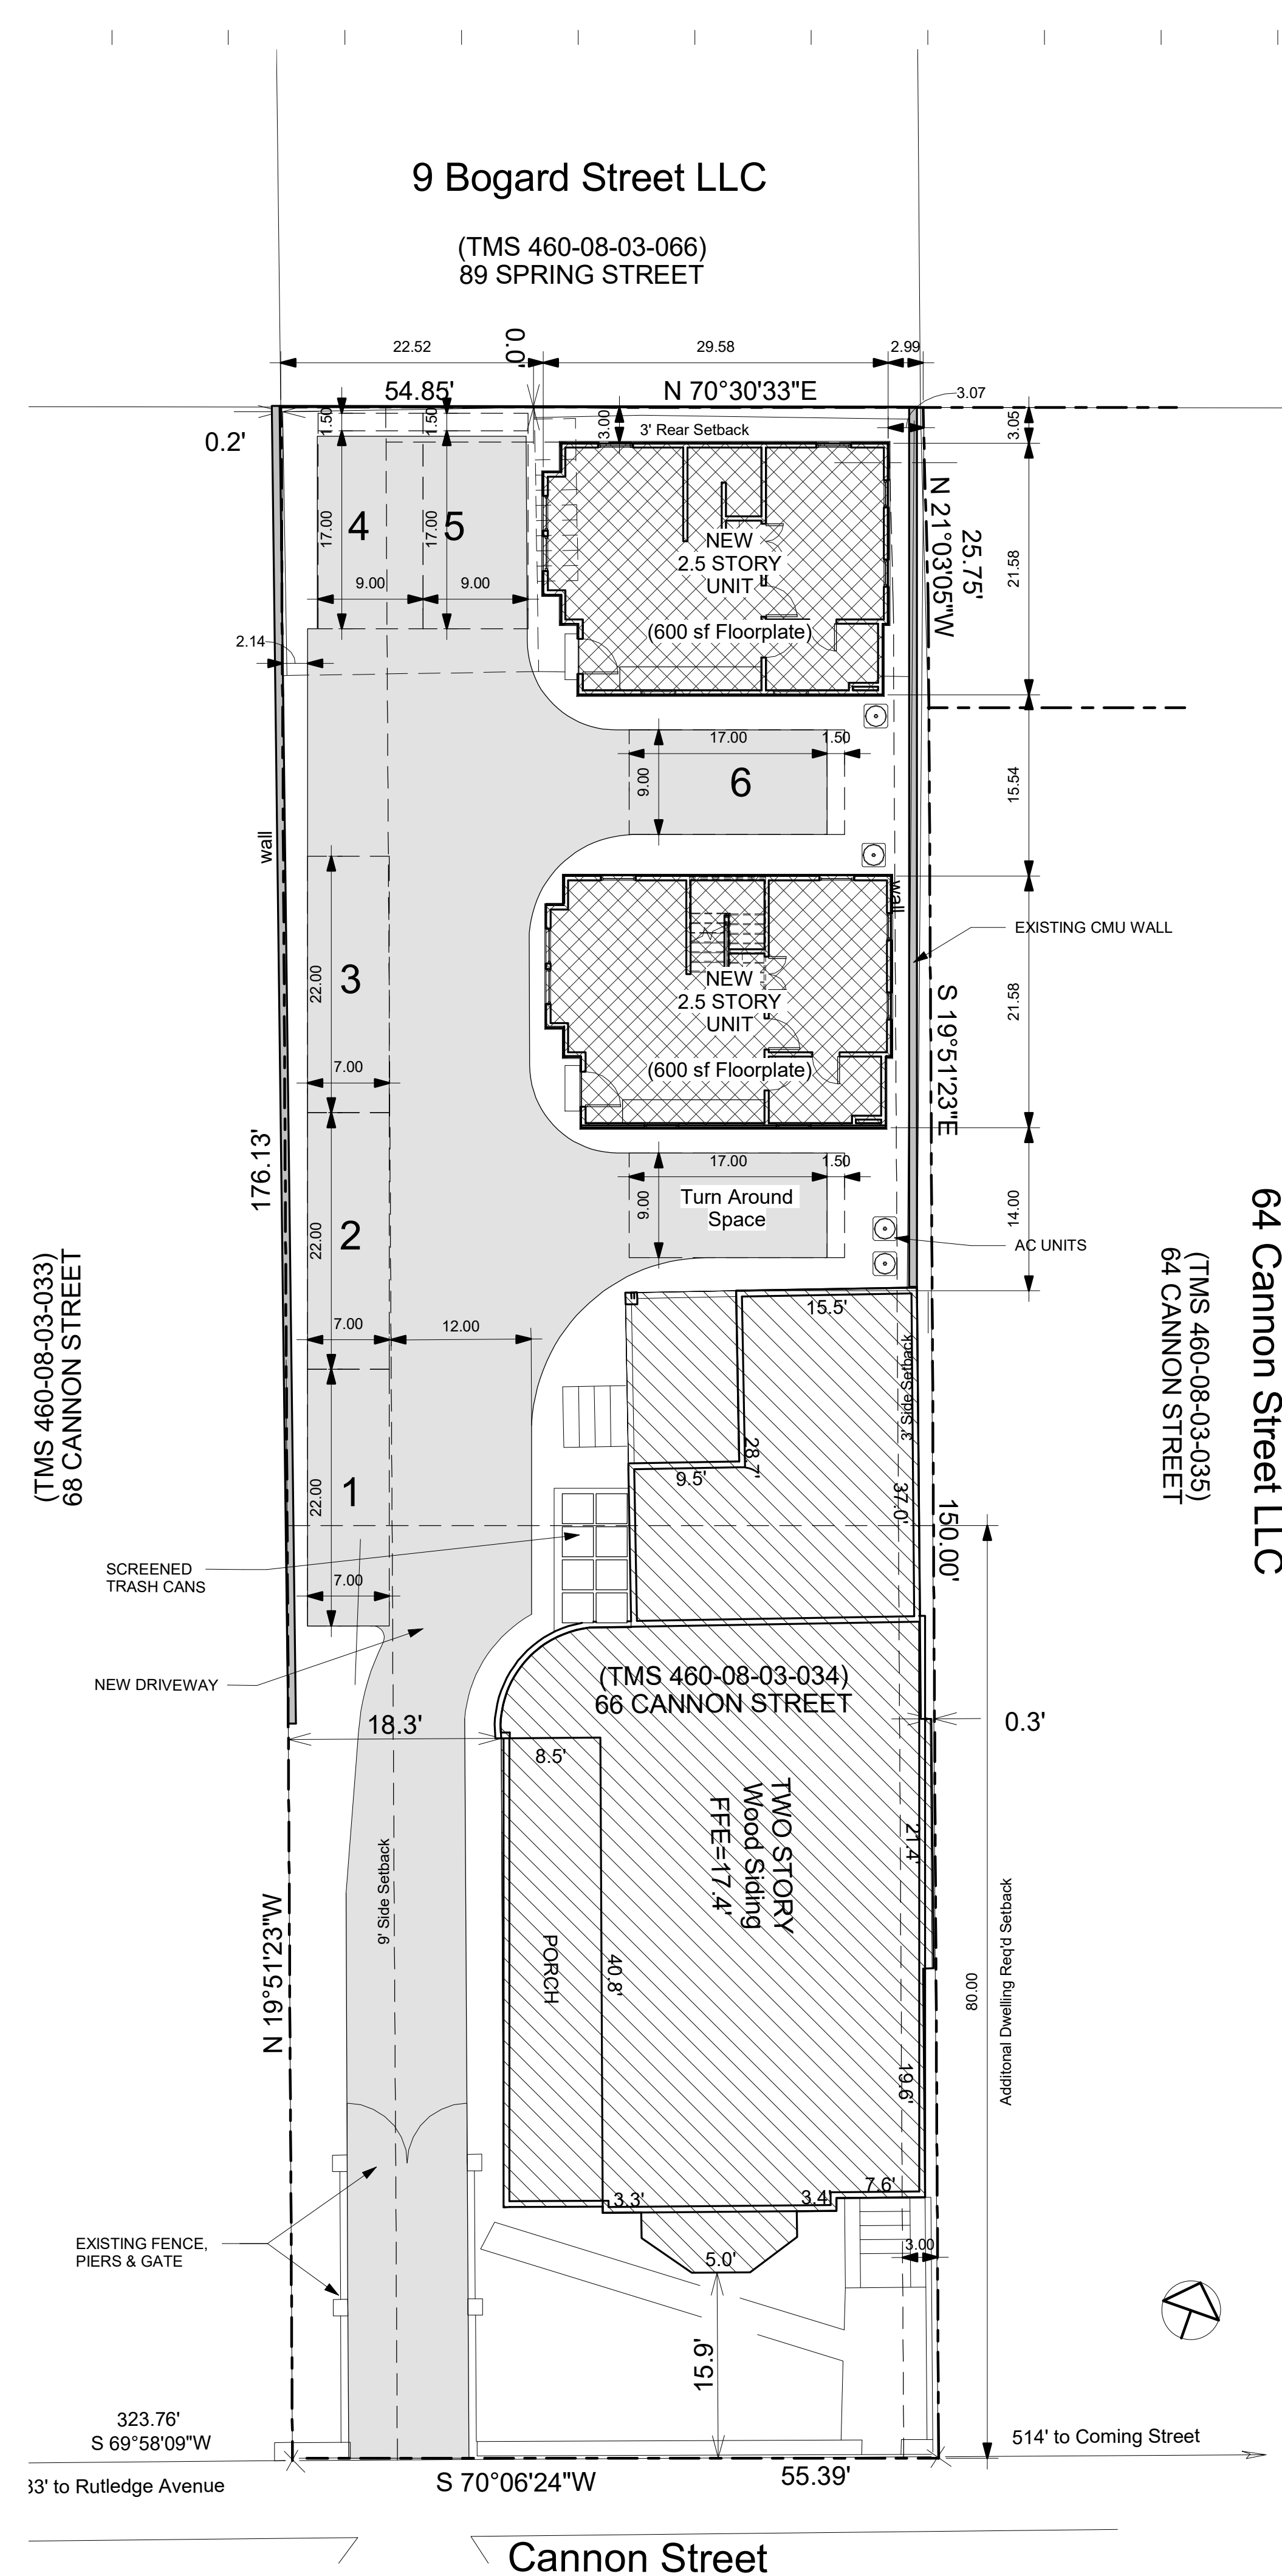 9 Bogard Street LLC
(TMS 460-08-03-066)
89 SPRING STREET
22.52
0.0'
29.58
2.99
54.85'
N 70°30'33"E
3.07
0.2'
1.50
1.50
3.00
3' Rear Setback
3.05
17.00
4
17.00
5
9.00
9.00
NEW
2.5 STORY
UNIT
(600 sf Floorplate)
N 21°03'05"W
25.75'
21.58
2.14
17.00
1.50
9.00
6
15.54
wall
wall
EXISTING CMU WALL
22.00
3
7.00
NEW
2.5 STORY
UNIT
(600 sf Floorplate)
S 19°51'23"E
21.58
176.13'
17.00
1.50
9.00
Turn Around
Space
14.00
AC UNITS
22.00
2
7.00
12.00
15.5'
3' Side Setback
(TMS 460-08-03-033)
68 CANNON STREET
64 Cannon Street LLC
(TMS 460-08-03-035)
64 CANNON STREET
28.7'
9.5'
37.0'
150.00'
22.00
1
7.00
SCREENED
TRASH CANS
NEW DRIVEWAY
(TMS 460-08-03-034)
66 CANNON STREET
18.3'
0.3'
8.5'
TWO STORY
Wood Siding
FFE=17.4'
21.4'
9' Side Setback
PORCH
40.8'
N 19°51'23"W
80.00
Additonal Dwelling Req'd Setback
19.6'
3.3'
3.4'
7.6'
EXISTING FENCE,
PIERS & GATE
5.0'
3.00
15.9'
323.76'
S 69°58'09"W
514' to Coming Street
33' to Rutledge Avenue
S 70°06'24"W
55.39'
Cannon Street